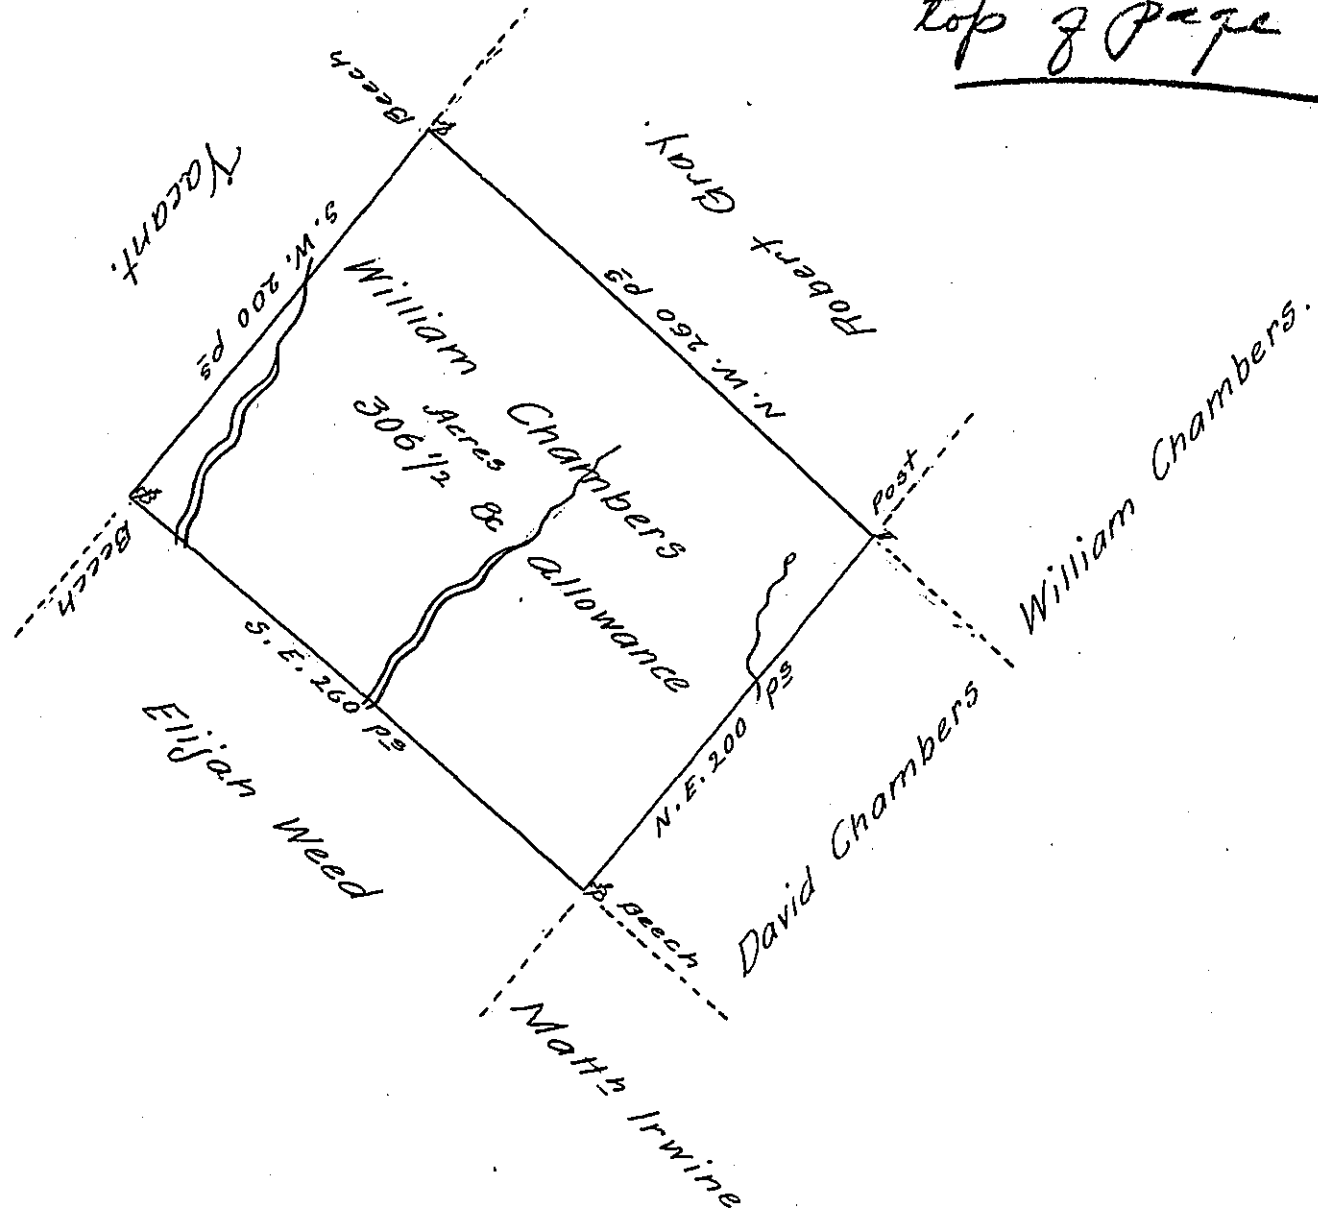 top of page
Beech
Vacant.
Robert Gray.
S. W. 200 ps
N. W. 260 ps
William Chambers
Acres
306 1/2 & allowance
William Chambers.
Post
Beech
S. E. 260 ps
N. E. 200 ps
Elijah Weed
David Chambers
Beech
Matth Irwine